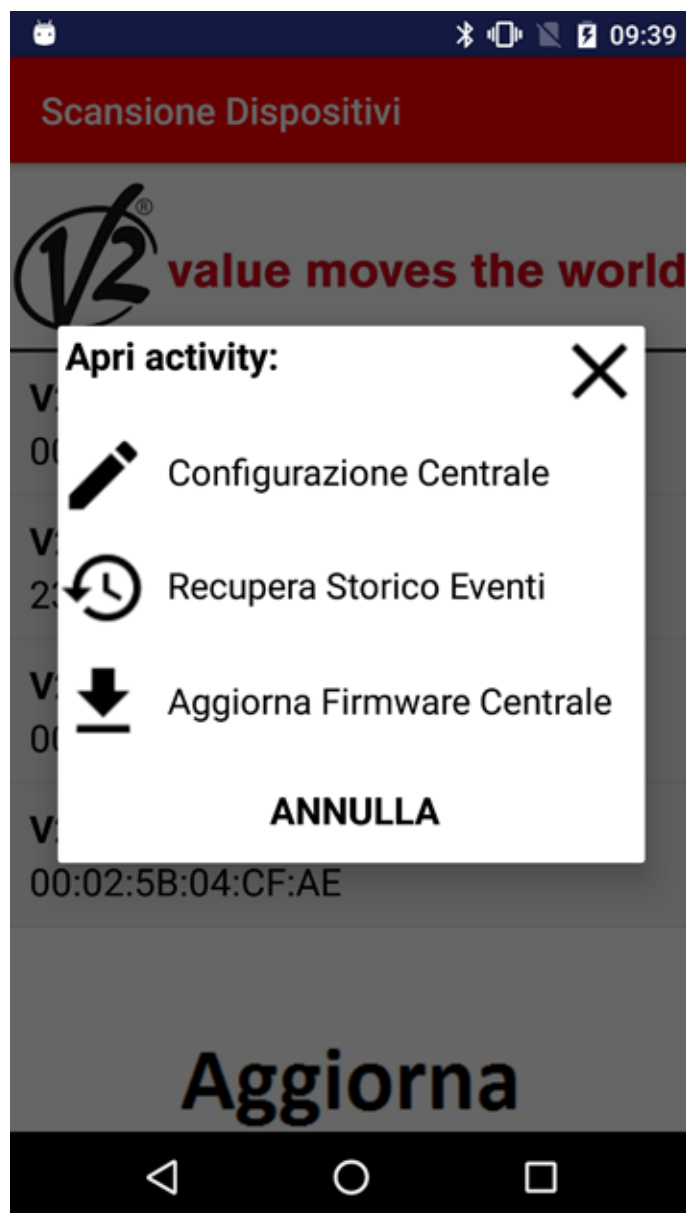 09:39
Scansione Dispositivi
V2®
value moves the world
Apri activity:
Configurazione Centrale
Recupera Storico Eventi
Aggiorna Firmware Centrale
ANNULLA
00:02:5B:04:CF:AE
Aggiorna